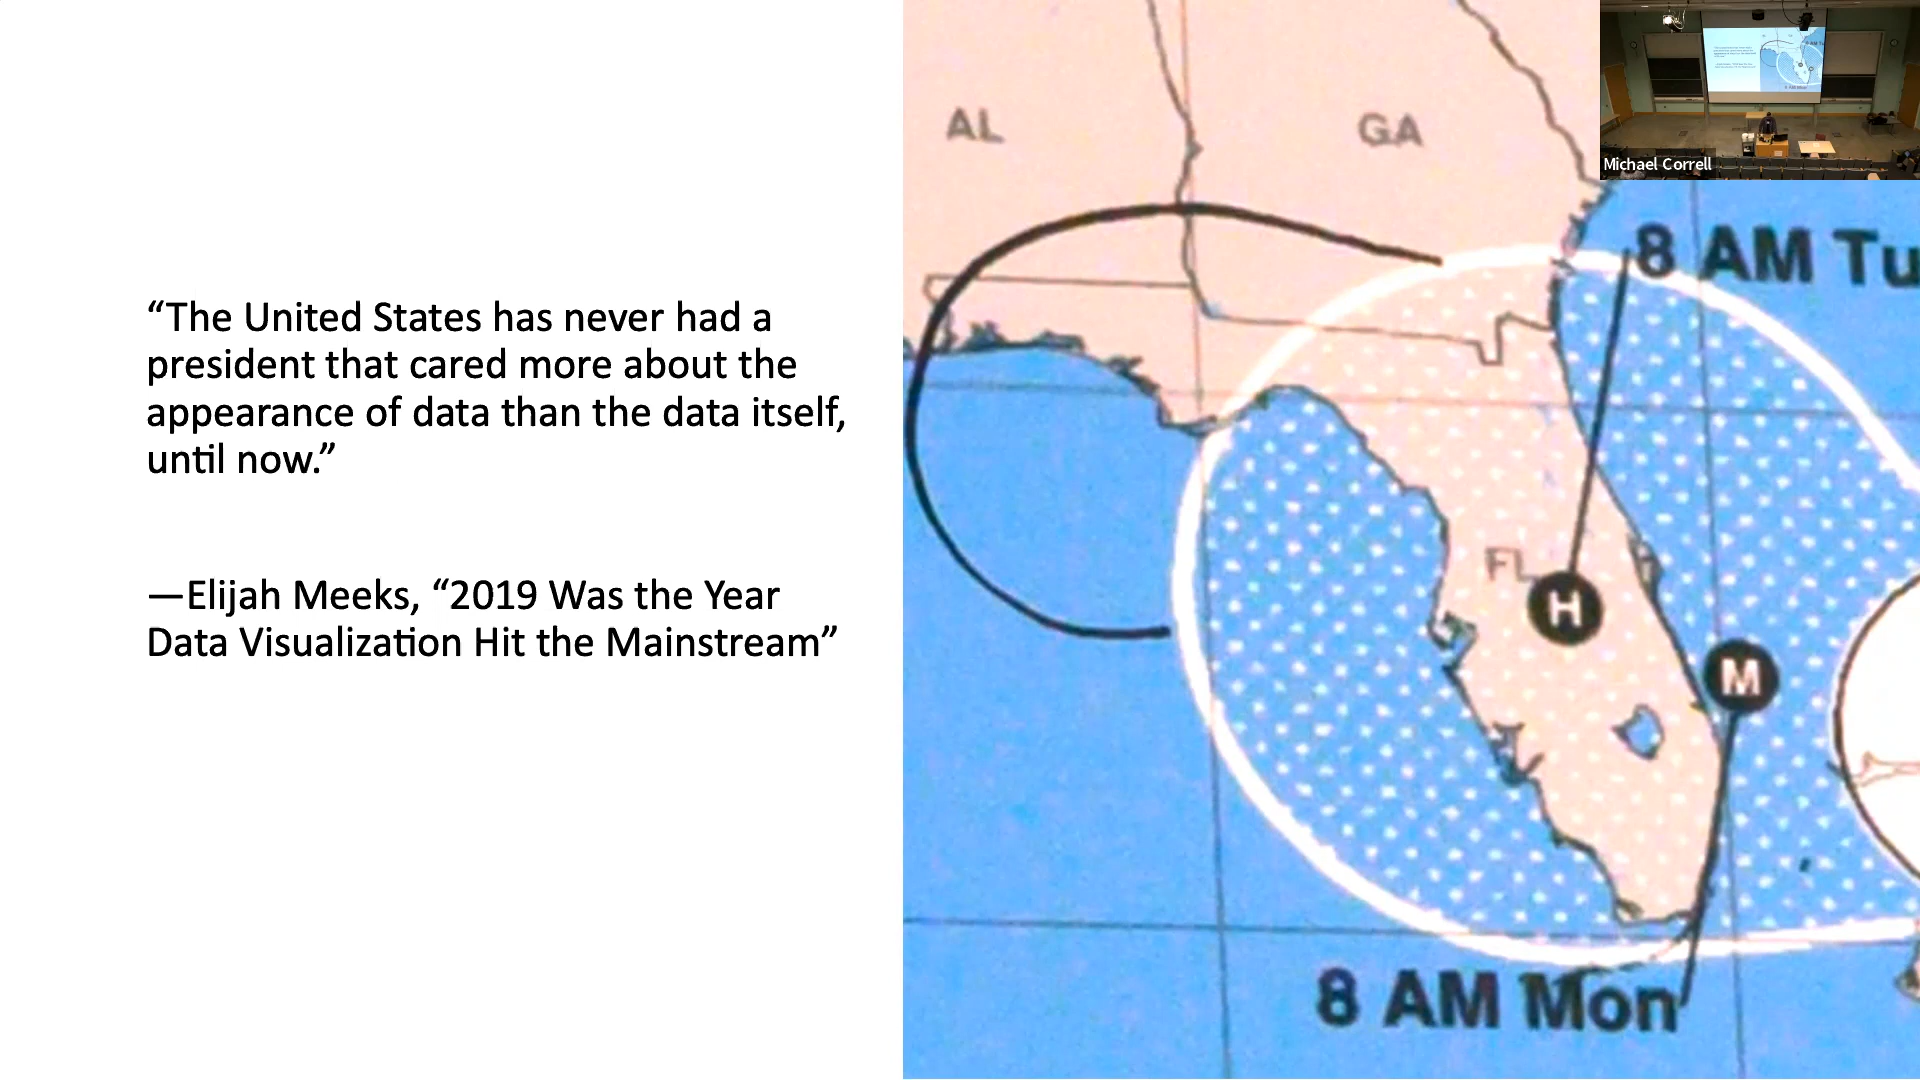 “The United States has never had a
president that cared more about the
appearance of data than the data itself,
until now.”
—Elijah Meeks, “2019 Was the Year
Data Visualization Hit the Mainstream”
AL
GA
8 AM Tu
FL
H
M
8 AM Mon
Michael Correll